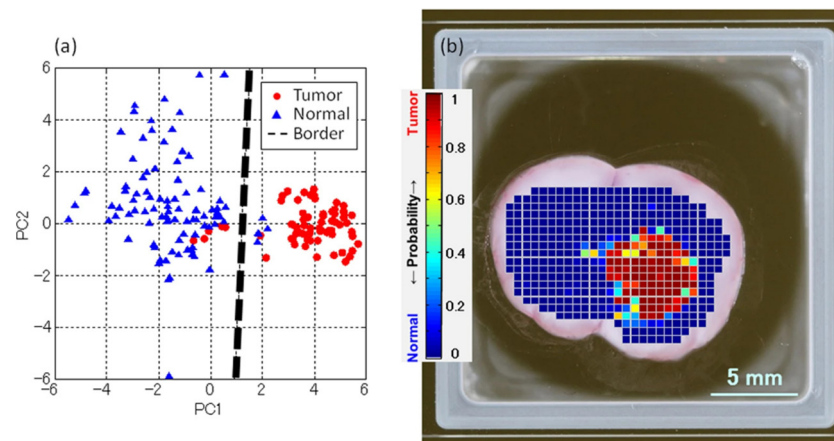 (a)
6
4
2
0
−2
−4
−6
PC2
−6 −4 −2 0 2 4 6
PC1
Tumor
Normal
Border
(b)
Tumor
← Probability→
Normal
1
0.8
0.6
0.4
0.2
0
5 mm